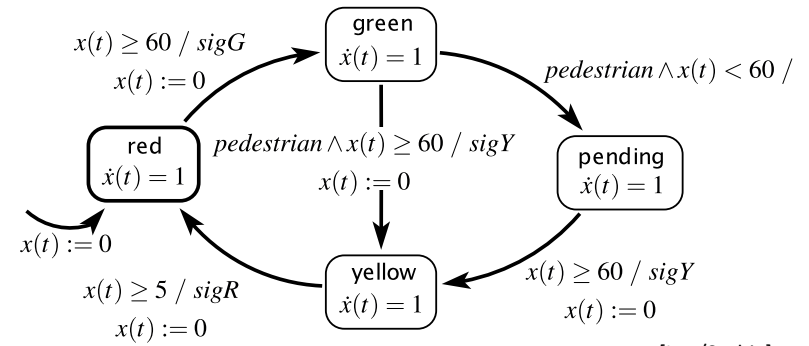 green
ẋ(t) = 1
x(t) ≥ 60 / sigG
x(t) := 0
pedestrian ∧ x(t) < 60 /
red
ẋ(t) = 1
pedestrian ∧ x(t) ≥ 60 / sigY
x(t) := 0
pending
ẋ(t) = 1
x(t) := 0
yellow
ẋ(t) = 1
x(t) ≥ 5 / sigR
x(t) := 0
x(t) ≥ 60 / sigY
x(t) := 0